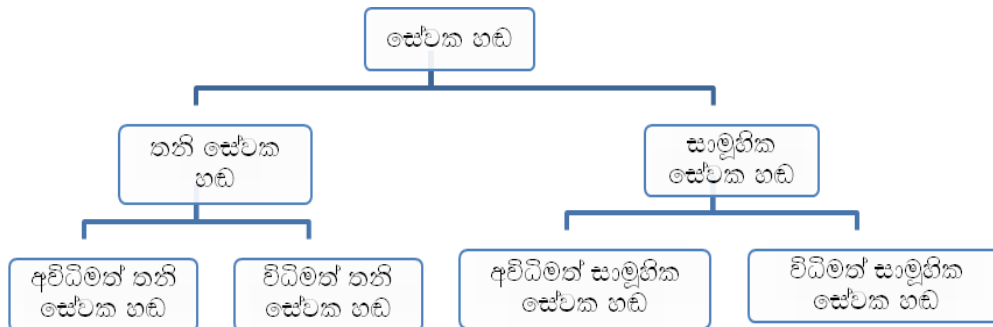 සේවක හඬ
තනි සේවක
හඬ
සාමූහික
සේවක හඬ
අවිධිමත් තනි
සේවක හඬ
විධිමත් තනි
සේවක හඬ
අවිධිමත් සාමූහික
සේවක හඬ
විධිමත් සාමූහික
සේවක හඬ